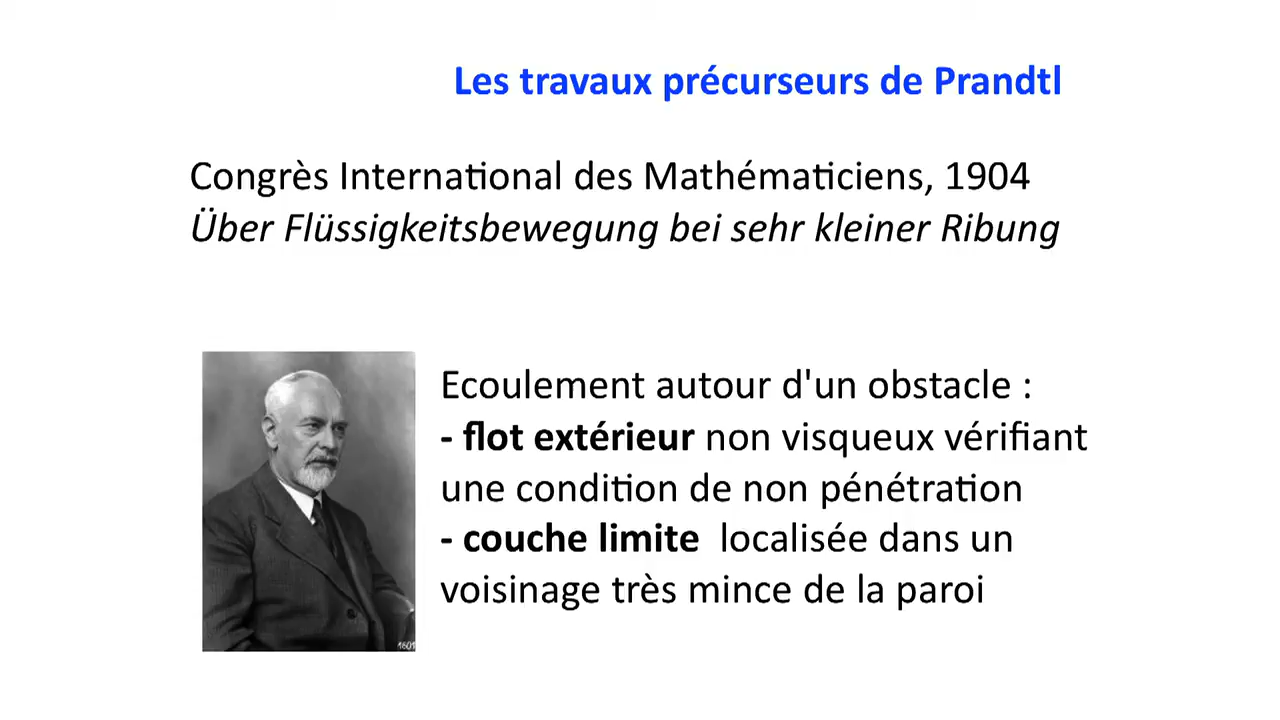 Les travaux précurseurs de Prandtl
Congrès International des Mathématiciens, 1904
Über Flüssigkeitsbewegung bei sehr kleiner Ribung
Ecoulement autour d'un obstacle :
- flot extérieur non visqueux vérifiant
une condition de non pénétration
- couche limite localisée dans un
voisinage très mince de la paroi
1601